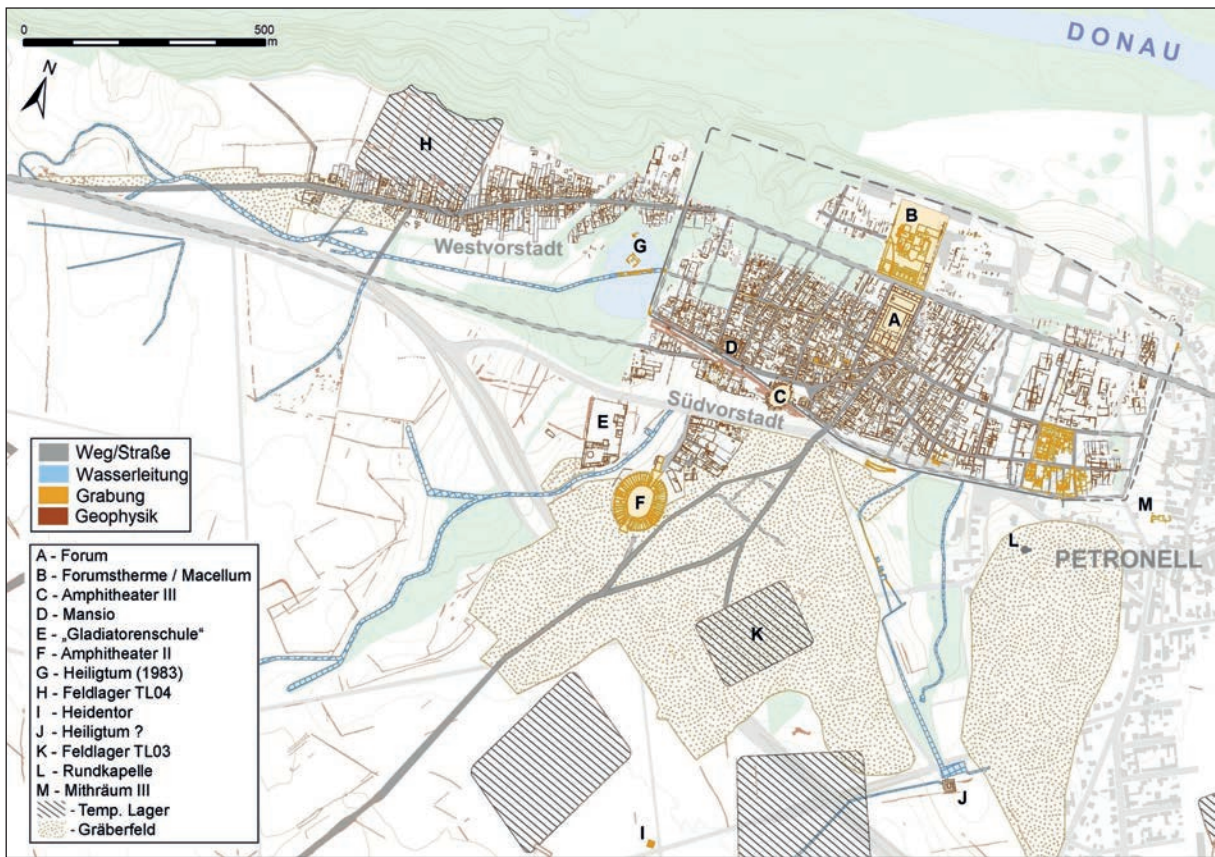 0
500
m
N
DONAU
H
B
Westvorstadt
G
A
D
C
Südvorstadt
E
F
M
L
PETRONELL
K
J
I
Weg/Straße
Wasserleitung
Grabung
Geophysik
A - Forum
B - Forumstherme / Macellum
C - Amphitheater III
D - Mansio
E - „Gladiatorenschule“
F - Amphitheater II
G - Heiligtum (1983)
H - Feldlager TL04
I - Heidentor
J - Heiligtum ?
K - Feldlager TL03
L - Rundkapelle
M - Mithräum III
- Temp. Lager
- Gräberfeld